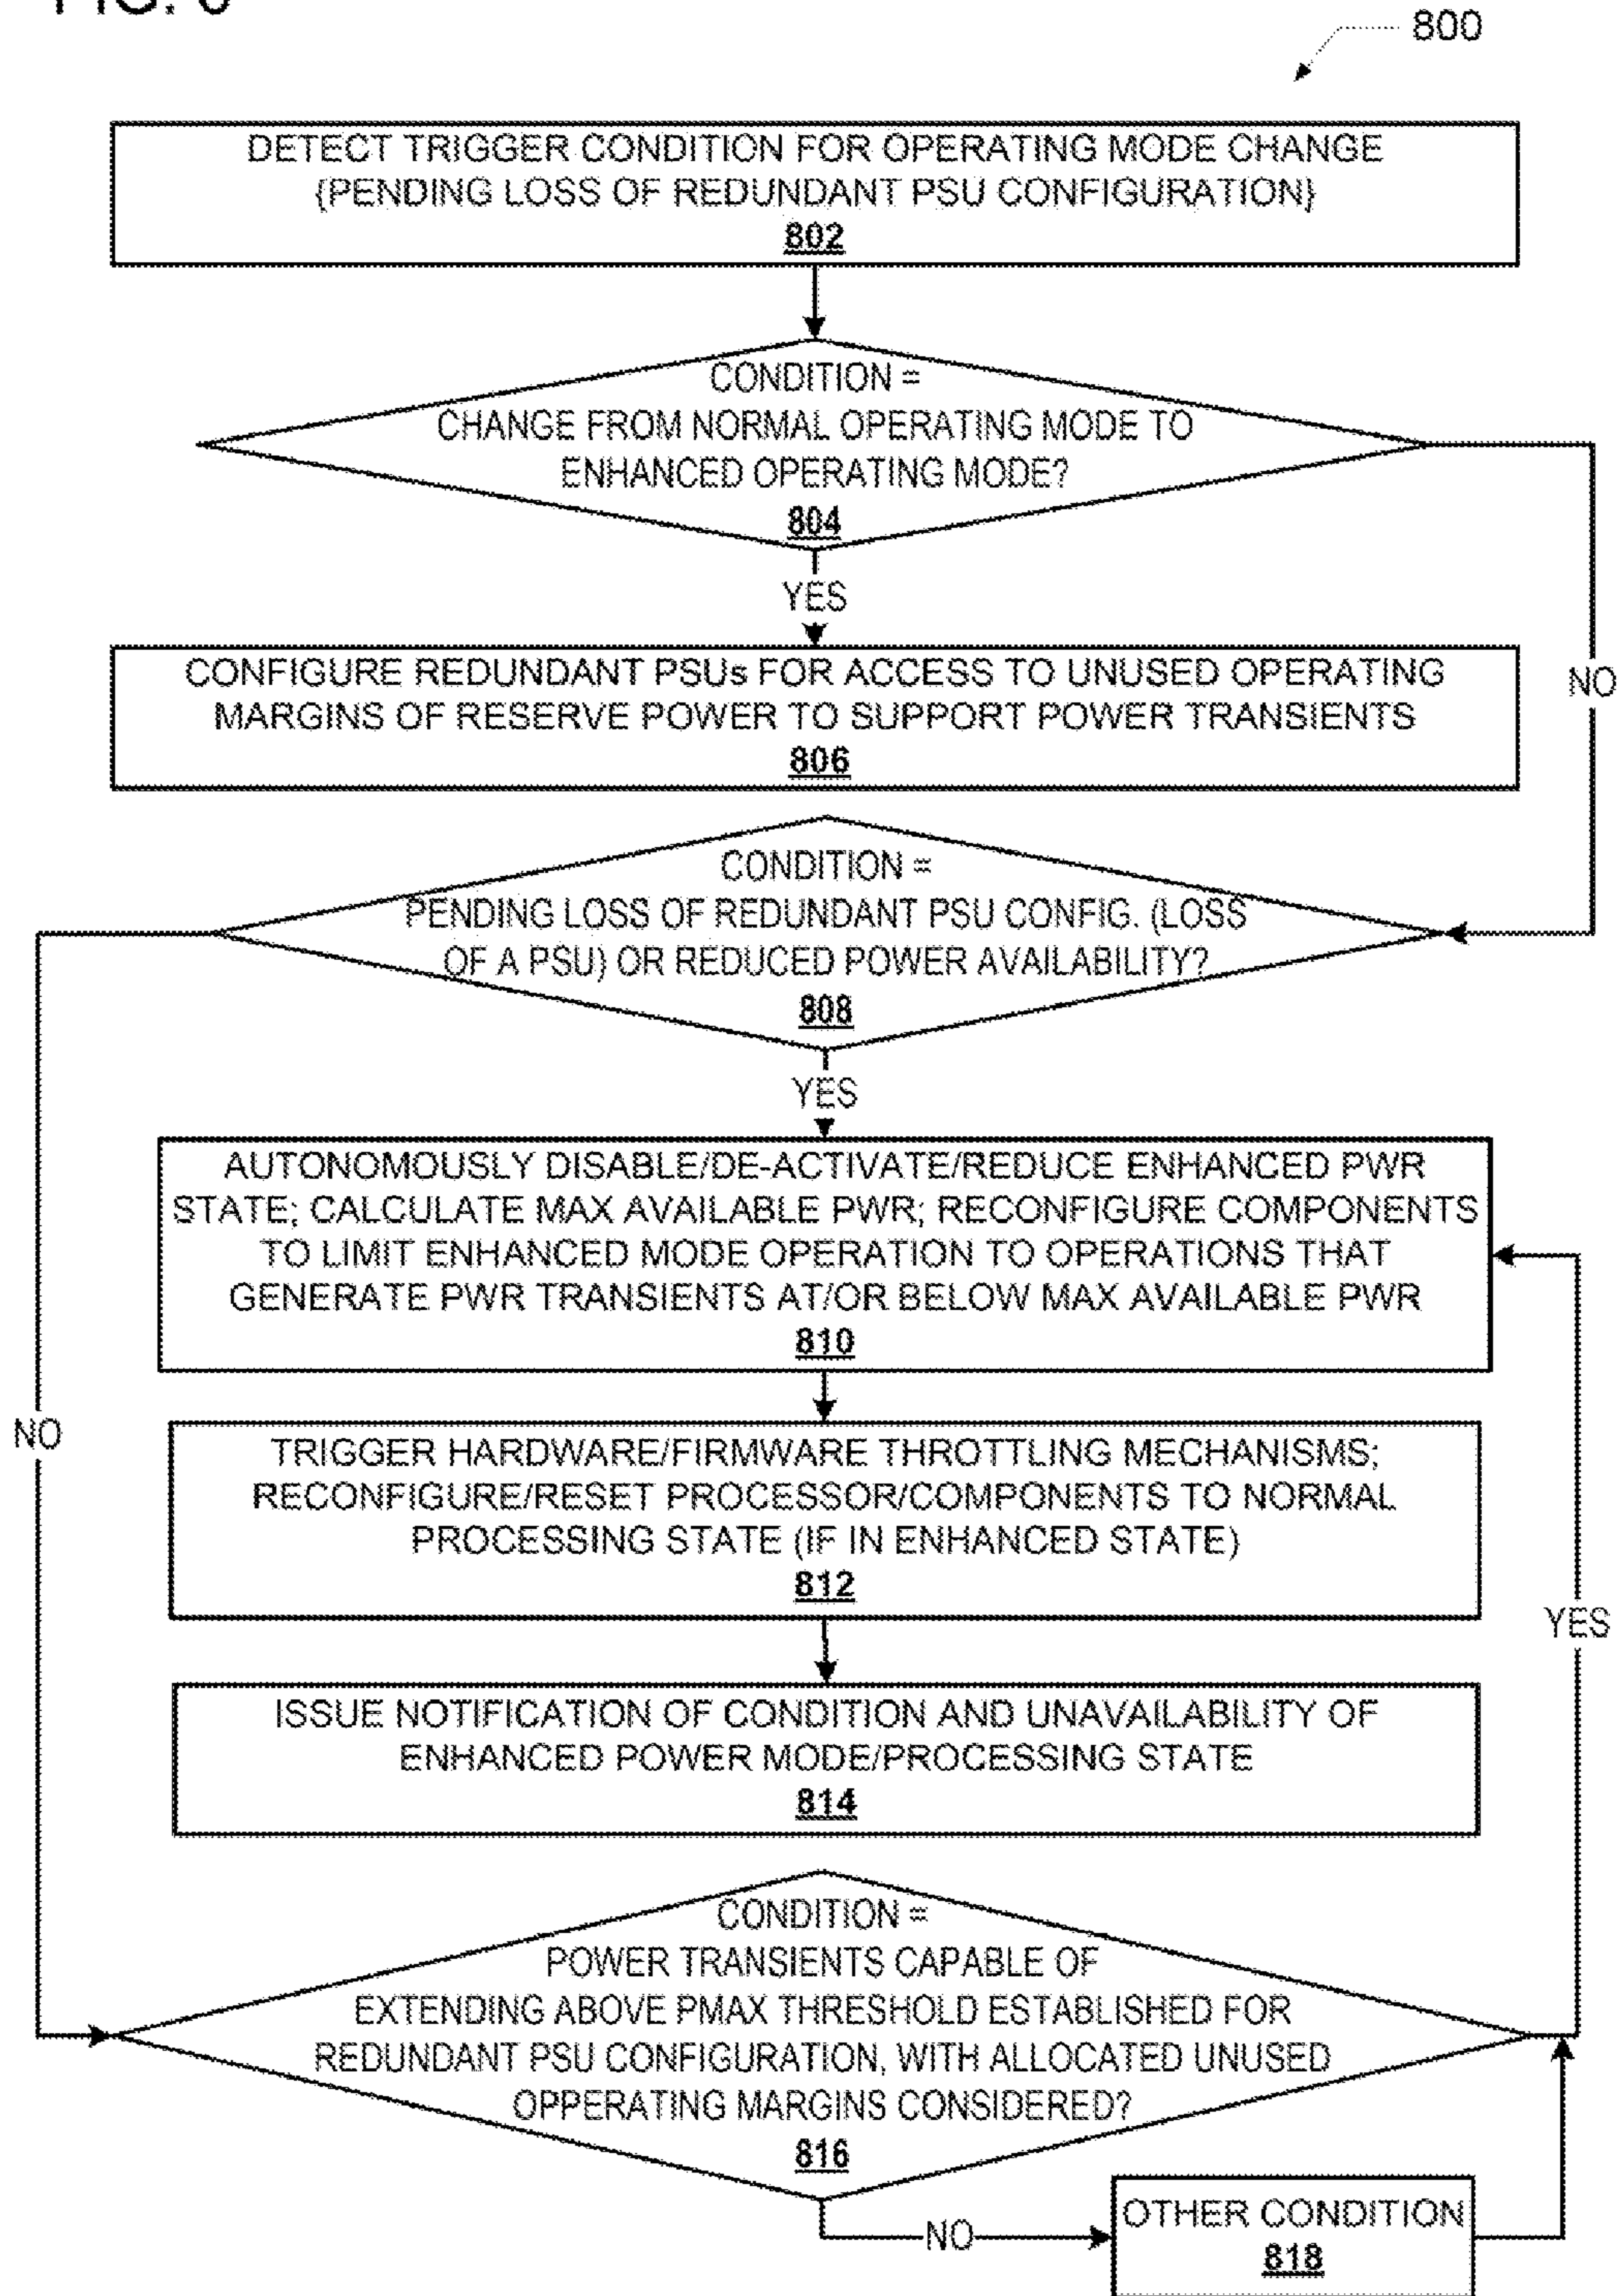 800
DETECT TRIGGER CONDITION FOR OPERATING MODE CHANGE
{PENDING LOSS OF REDUNDANT PSU CONFIGURATION}
802
CONDITION =
CHANGE FROM NORMAL OPERATING MODE TO
ENHANCED OPERATING MODE?
804
YES
NO
CONFIGURE REDUNDANT PSUs FOR ACCESS TO UNUSED OPERATING
MARGINS OF RESERVE POWER TO SUPPORT POWER TRANSIENTS
806
CONDITION =
PENDING LOSS OF REDUNDANT PSU CONFIG. (LOSS
OF A PSU) OR REDUCED POWER AVAILABILITY?
808
YES
NO
AUTONOMOUSLY DISABLE/DE-ACTIVATE/REDUCE ENHANCED PWR
STATE; CALCULATE MAX AVAILABLE PWR; RECONFIGURE COMPONENTS
TO LIMIT ENHANCED MODE OPERATION TO OPERATIONS THAT
GENERATE PWR TRANSIENTS AT/OR BELOW MAX AVAILABLE PWR
810
TRIGGER HARDWARE/FIRMWARE THROTTLING MECHANISMS;
RECONFIGURE/RESET PROCESSOR/COMPONENTS TO NORMAL
PROCESSING STATE (IF IN ENHANCED STATE)
812
YES
ISSUE NOTIFICATION OF CONDITION AND UNAVAILABILITY OF
ENHANCED POWER MODE/PROCESSING STATE
814
CONDITION =
POWER TRANSIENTS CAPABLE OF
EXTENDING ABOVE PMAX THRESHOLD ESTABLISHED FOR
REDUNDANT PSU CONFIGURATION, WITH ALLOCATED UNUSED
OPPERATING MARGINS CONSIDERED?
816
NO
OTHER CONDITION
818